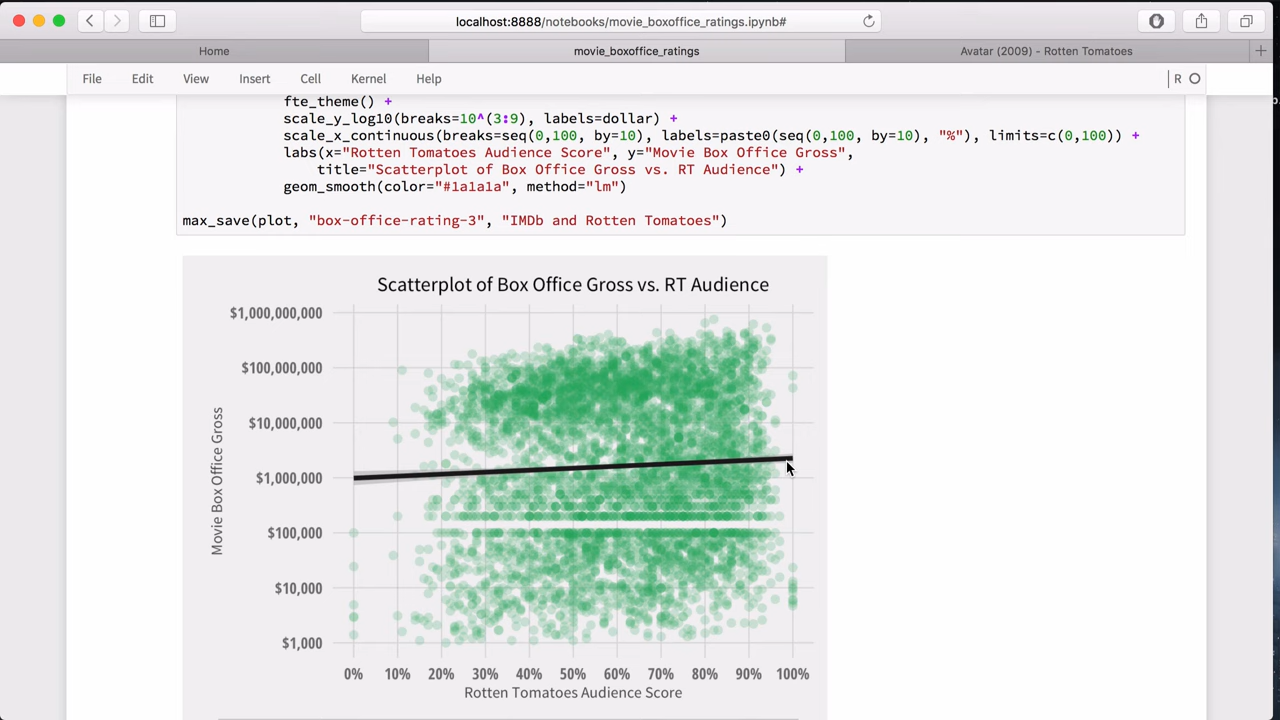 localhost:8888/notebooks/movie_boxoffice_ratings.ipynb#
Home movie_boxoffice_ratings Avatar (2009) - Rotten Tomatoes +
File Edit View Insert Cell Kernel Help R
fte_theme() +
scale_y_log10(breaks=10^(3:9), labels=dollar) +
scale_x_continuous(breaks=seq(0,100, by=10), labels=paste0(seq(0,100, by=10), "%"), limits=c(0,100)) +
labs(x="Rotten Tomatoes Audience Score", y="Movie Box Office Gross",
title="Scatterplot of Box Office Gross vs. RT Audience") +
geom_smooth(color="#1a1a1a", method="lm")
max_save(plot, "box-office-rating-3", "IMDb and Rotten Tomatoes")
Scatterplot of Box Office Gross vs. RT Audience
Movie Box Office Gross
$1,000,000,000
$100,000,000
$10,000,000
$1,000,000
$100,000
$10,000
$1,000
0% 10% 20% 30% 40% 50% 60% 70% 80% 90% 100%
Rotten Tomatoes Audience Score